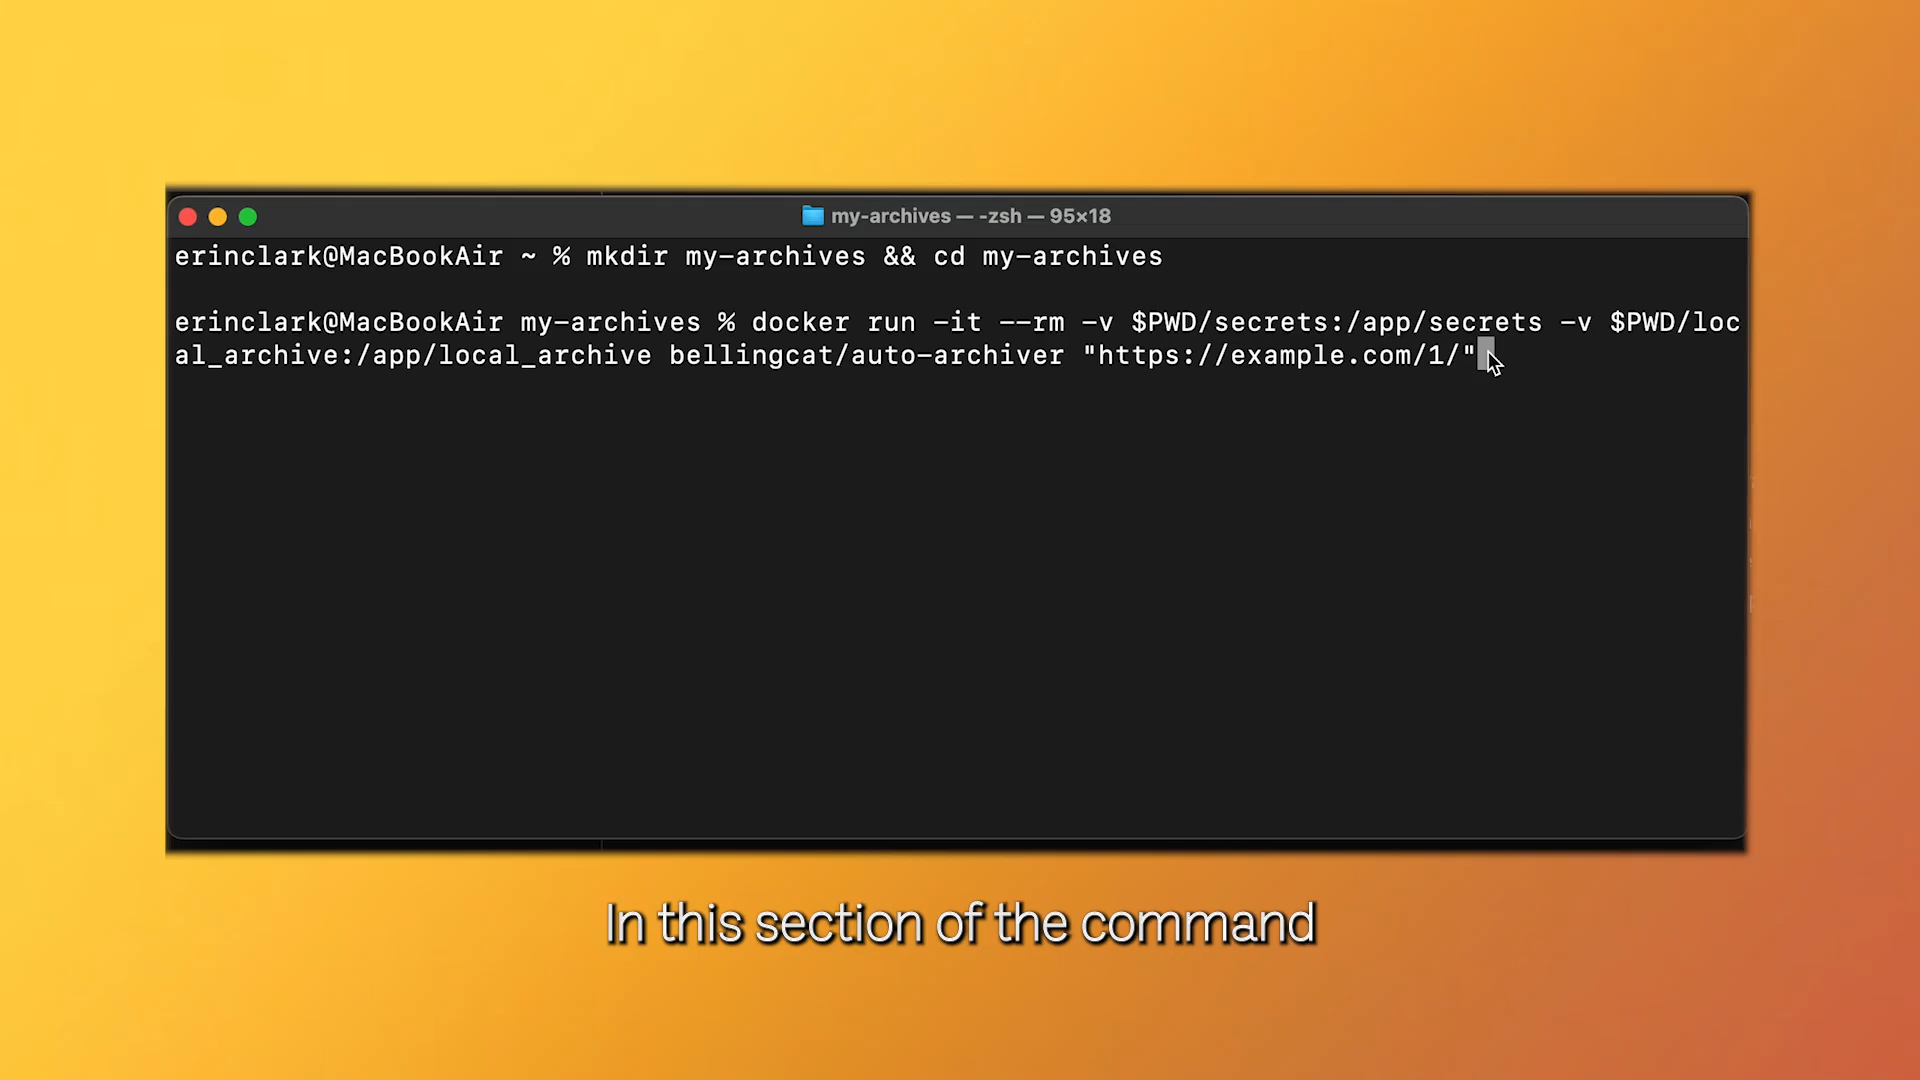 my-archives — -zsh — 95×18
erinclark@MacBookAir ~ % mkdir my-archives && cd my-archives
erinclark@MacBookAir my-archives % docker run -it --rm -v $PWD/secrets:/app/secrets -v $PWD/loc
al_archive:/app/local_archive bellingcat/auto-archiver "https://example.com/1/"
In this section of the command